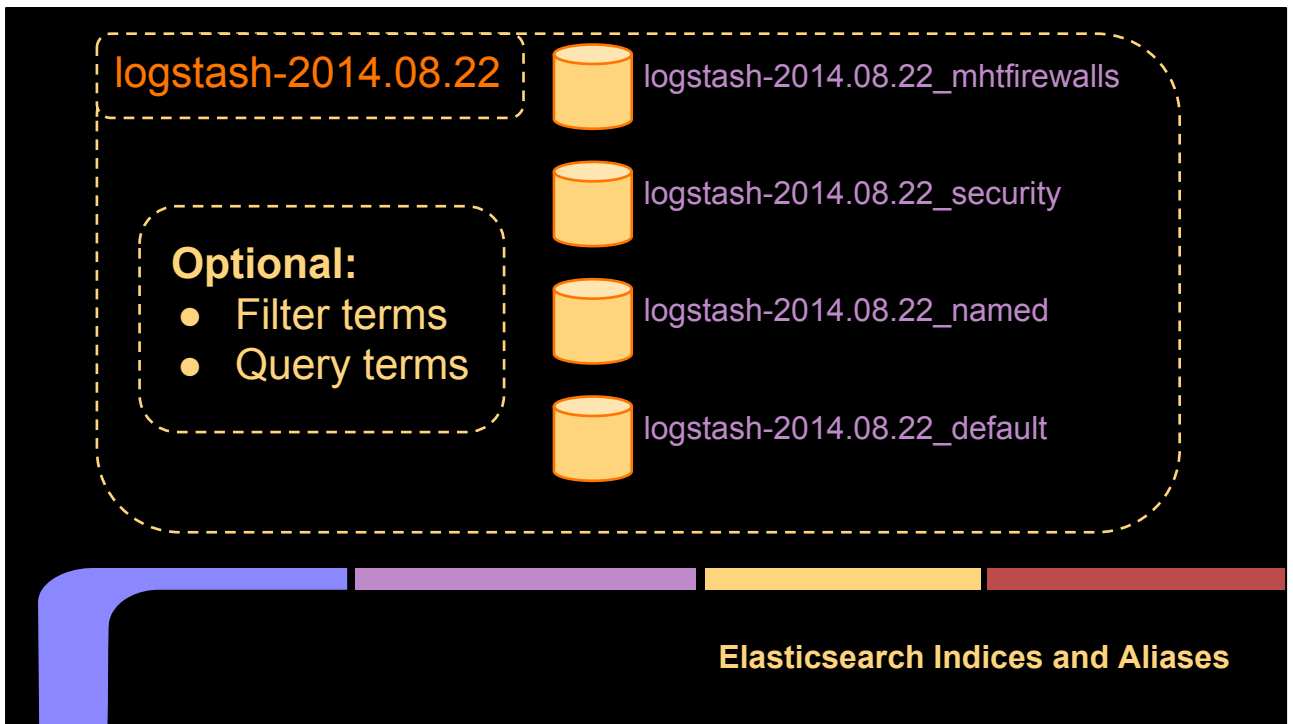 logstash-2014.08.22
Optional:
● Filter terms
● Query terms
logstash-2014.08.22_mhtfirewalls
logstash-2014.08.22_security
logstash-2014.08.22_named
logstash-2014.08.22_default
Elasticsearch Indices and Aliases